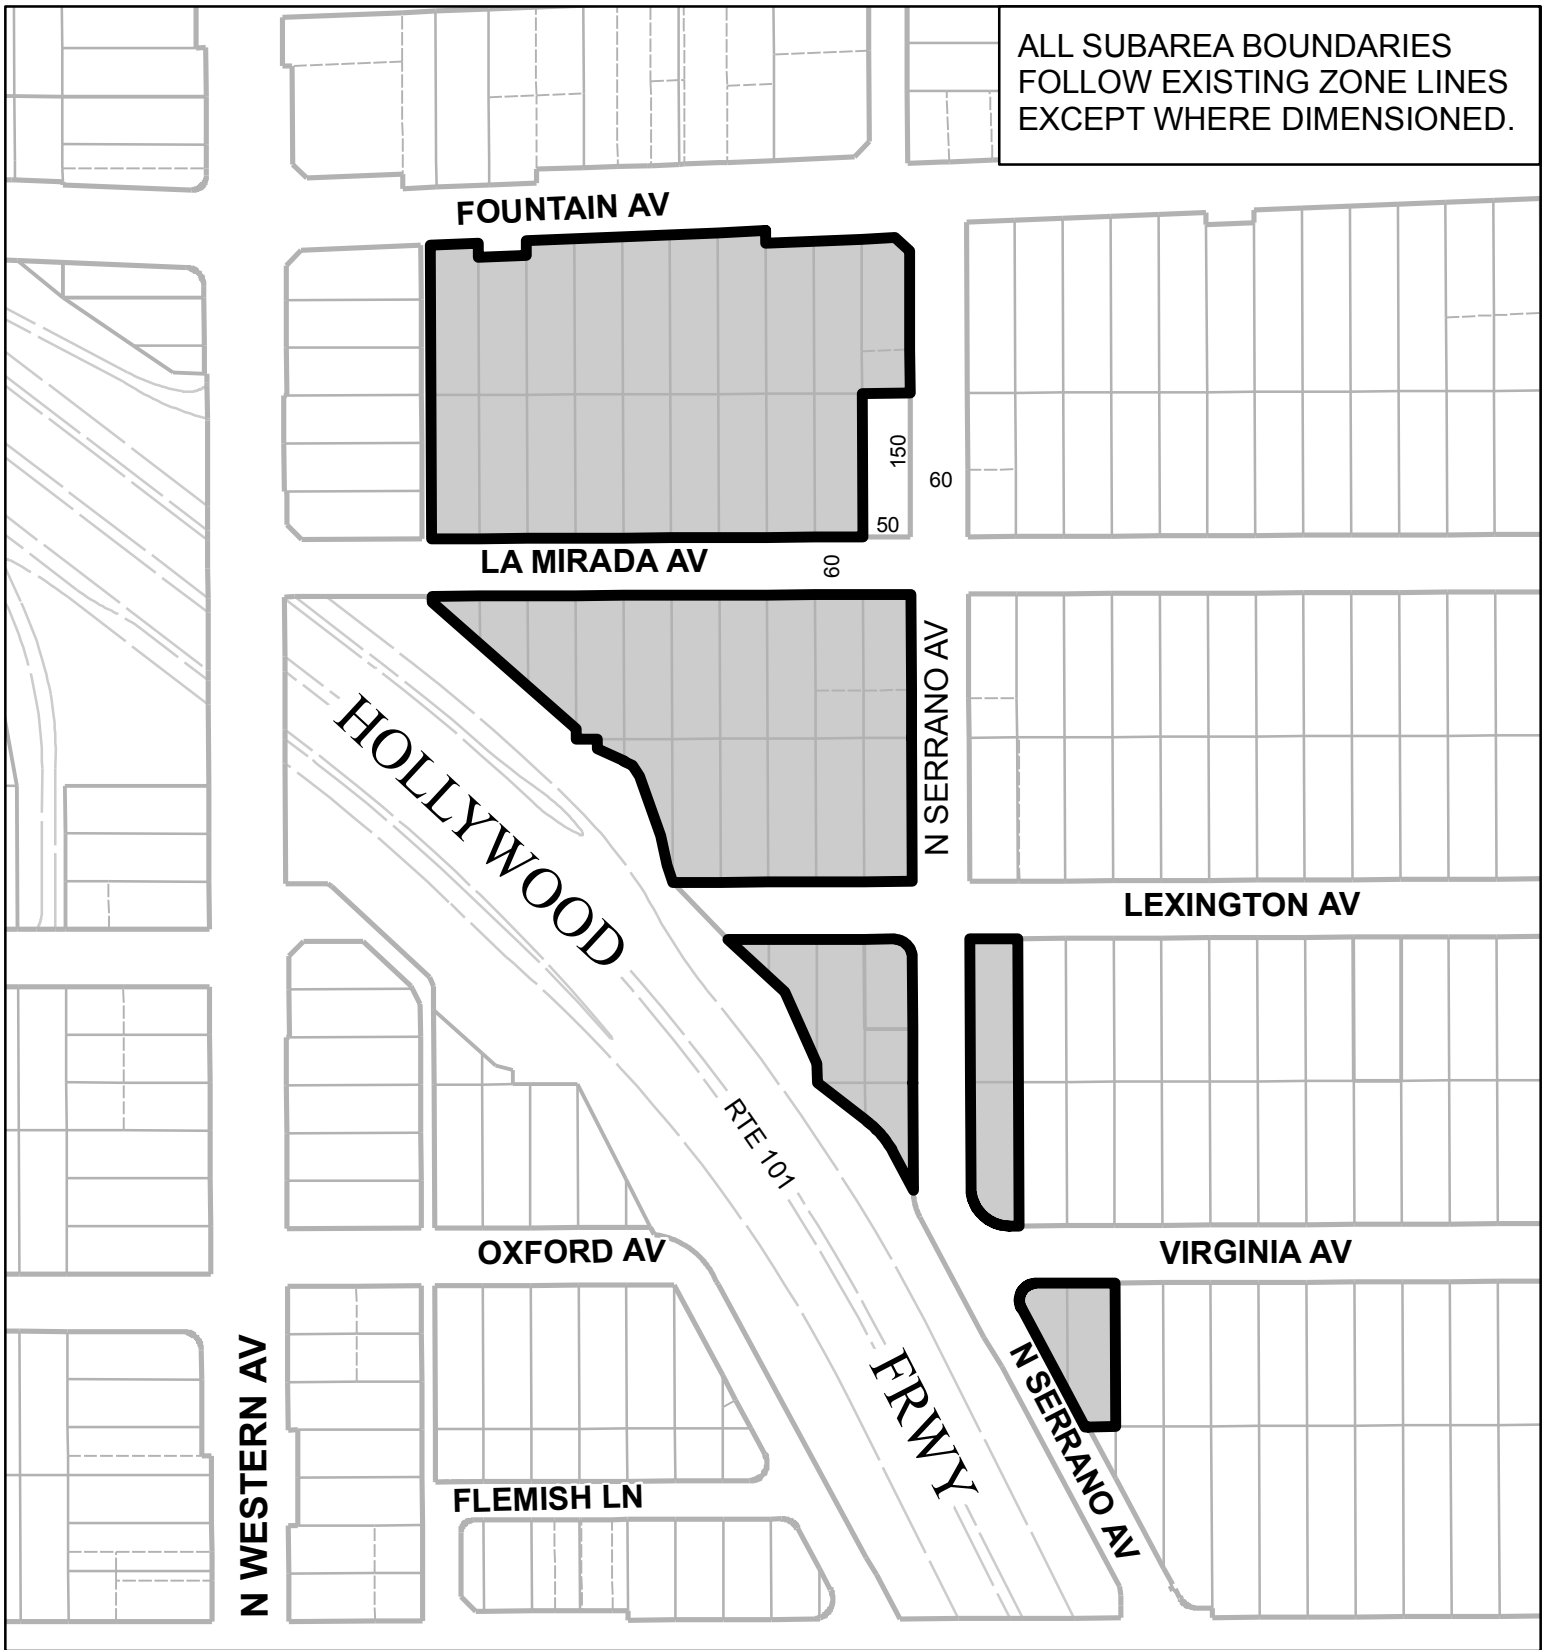 ALL SUBAREA BOUNDARIES
FOLLOW EXISTING ZONE LINES
EXCEPT WHERE DIMENSIONED.
FOUNTAIN AV
150
60
50
LA MIRADA AV
60
N SERRANO AV
HOLLYWOOD
LEXINGTON AV
RTE 101
OXFORD AV
VIRGINIA AV
N WESTERN AV
FRWY
N SERRANO AV
FLEMISH LN